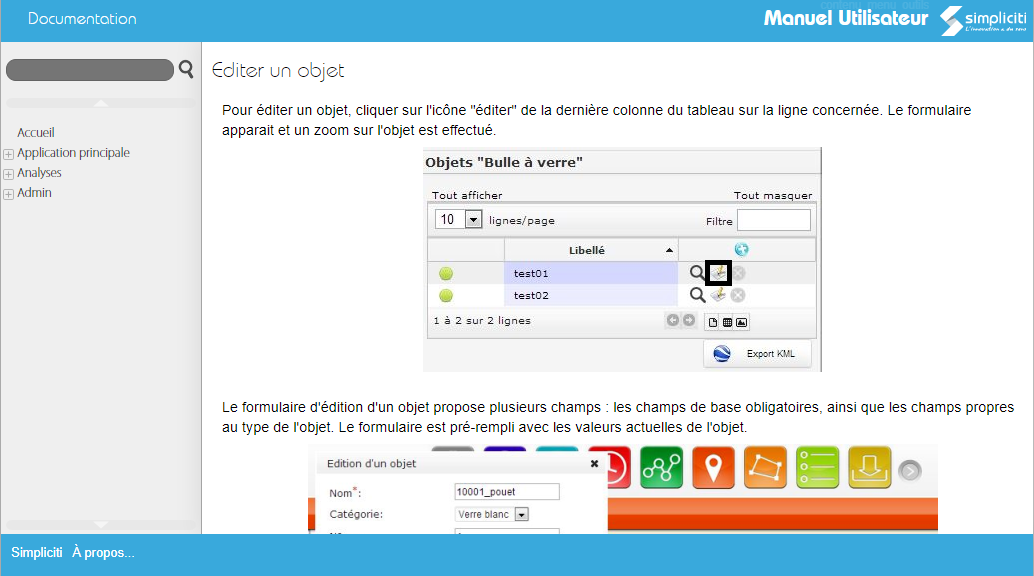 Documentation
Manuel Utilisateur
simpliciti
Editer un objet
Pour éditer un objet, cliquer sur l'icône "éditer" de la dernière colonne du tableau sur la ligne concernée. Le formulaire
apparait et un zoom sur l'objet est effectué.
Accueil
Application principale
Analyses
Admin
Objets "Bulle à verre"
Tout afficher Tout masquer
10 lignes/page Filtre
Libellé
test01
test02
1 à 2 sur 2 lignes
Export KML
Le formulaire d'édition d'un objet propose plusieurs champs : les champs de base obligatoires, ainsi que les champs propres
au type de l'objet. Le formulaire est pré-rempli avec les valeurs actuelles de l'objet.
Edition d'un objet
Nom*: 10001_pouet
Catégorie: Verre blanc
Simpliciti À propos...